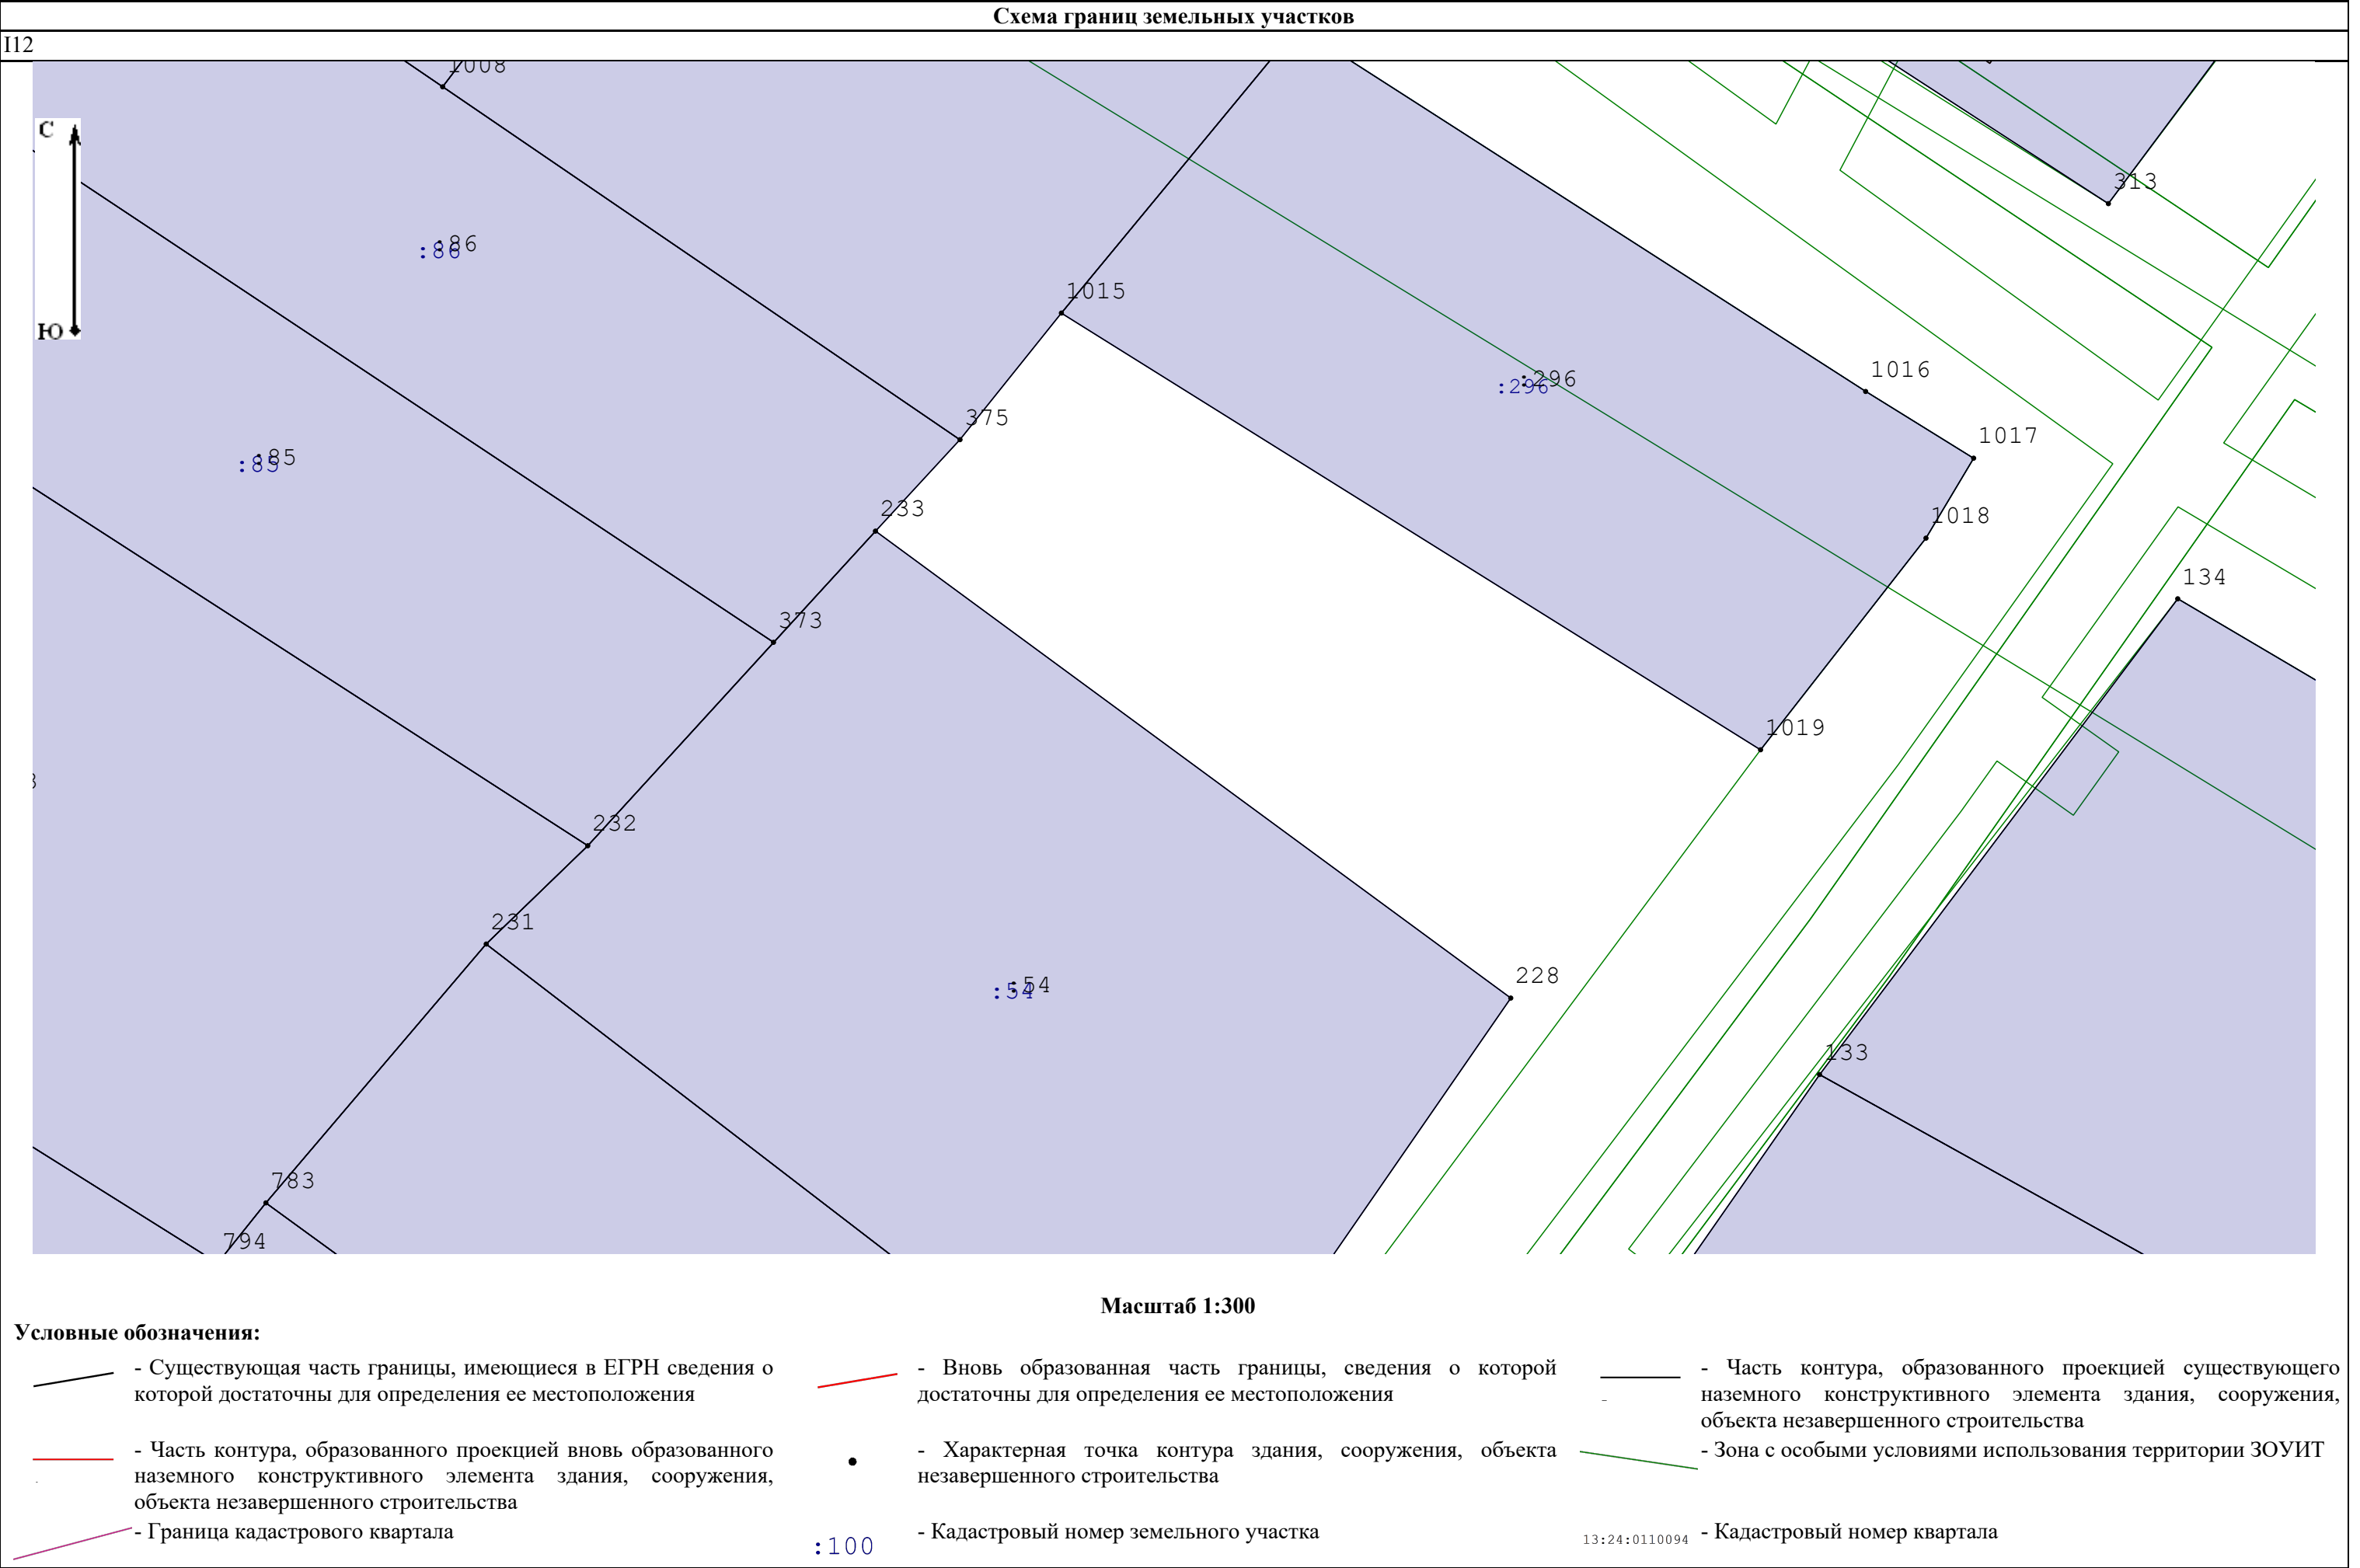 Схема границ земельных участков
I12
1008
С
313
:86
:86
1015
Ю
:296
:296
1016
375
1017
:85
:85
233
1018
134
373
1019
232
231
228
:54
:54
133
783
794
Масштаб 1:300
Условные обозначения:
- Существующая часть границы, имеющиеся в ЕГРН сведения о
которой достаточны для определения ее местоположения
- Вновь образованная часть границы, сведения о которой
достаточны для определения ее местоположения
- Часть контура, образованного проекцией существующего
наземного конструктивного элемента здания, сооружения,
объекта незавершенного строительства
- Часть контура, образованного проекцией вновь образованного
наземного конструктивного элемента здания, сооружения,
объекта незавершенного строительства
- Характерная точка контура здания, сооружения, объекта
незавершенного строительства
- Зона с особыми условиями использования территории ЗОУИТ
- Граница кадастрового квартала
:100
- Кадастровый номер земельного участка
13:24:0110094
- Кадастровый номер квартала